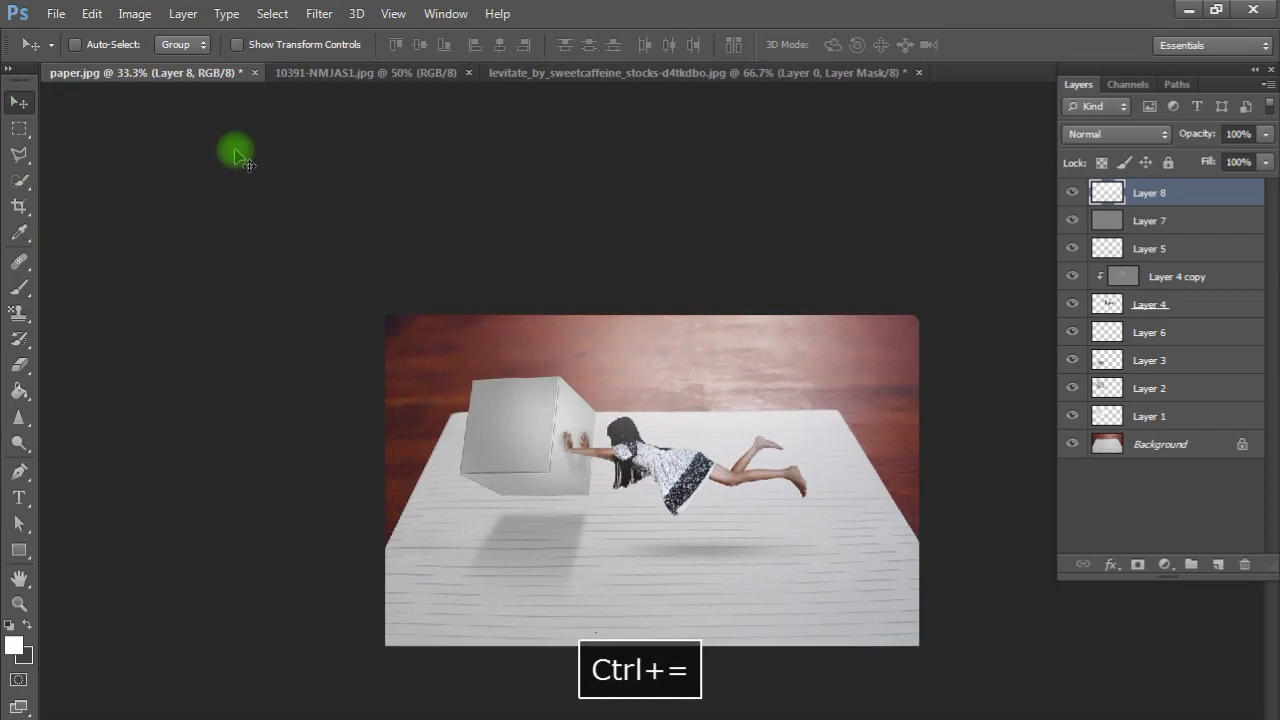 Ps File Edit Image Layer Type Select Filter 3D View Window Help
Auto-Select: Group Show Transform Controls 3D Mode: Essentials
paper.jpg @ 33.3% (Layer 8, RGB/8) * × 10391-NMJAS1.jpg @ 50% (RGB/8) × levitate_by_sweetcaffeine_stocks-d4tkdbo.jpg @ 66.7% (Layer 0, Layer Mask/8) * ×
Layers Channels Paths
Kind
Normal Opacity: 100%
Lock: Fill: 100%
Layer 8
Layer 7
Layer 5
Layer 4 copy
Layer 4
Layer 6
Layer 3
Layer 2
Layer 1
Background
fx
Ctrl+=